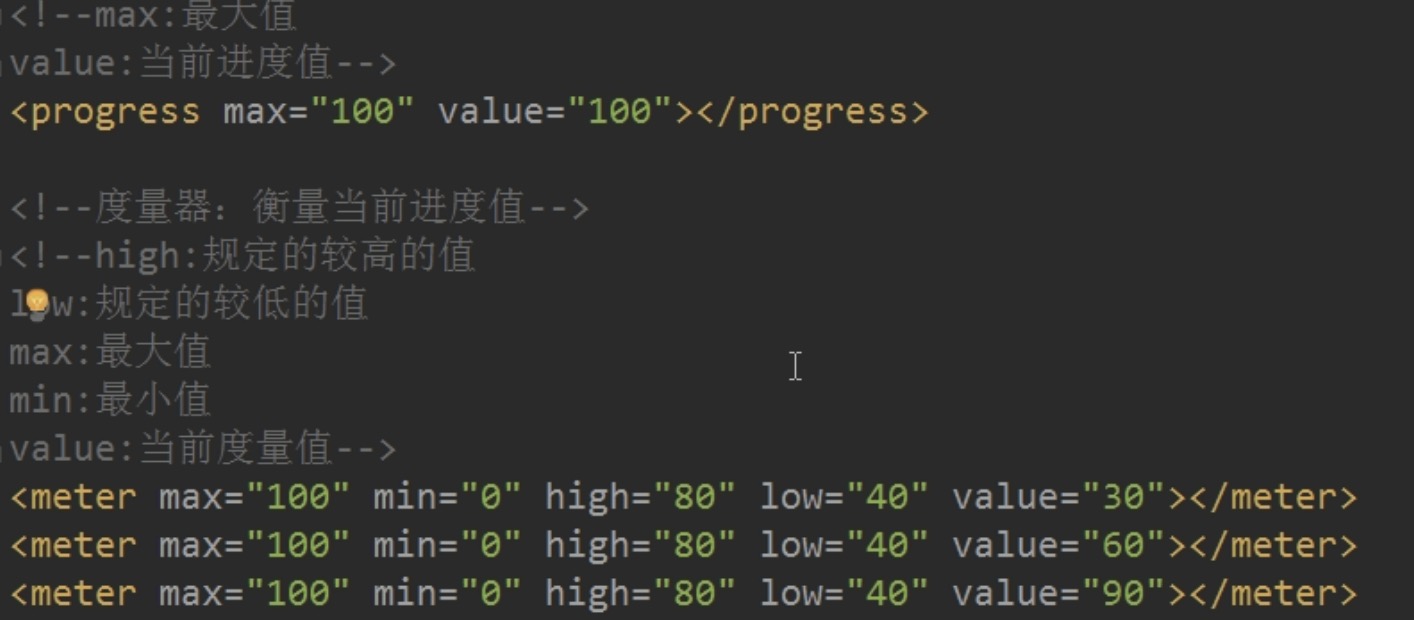 <!--max:最大值
value:当前进度值-->
<progress max="100" value="100"></progress>
<!--度量器：衡量当前进度值-->
<!--high:规定的较高的值
low:规定的较低的值
max:最大值
min:最小值
value:当前度量值-->
<meter max="100" min="0" high="80" low="40" value="30"></meter>
<meter max="100" min="0" high="80" low="40" value="60"></meter>
<meter max="100" min="0" high="80" low="40" value="90"></meter>